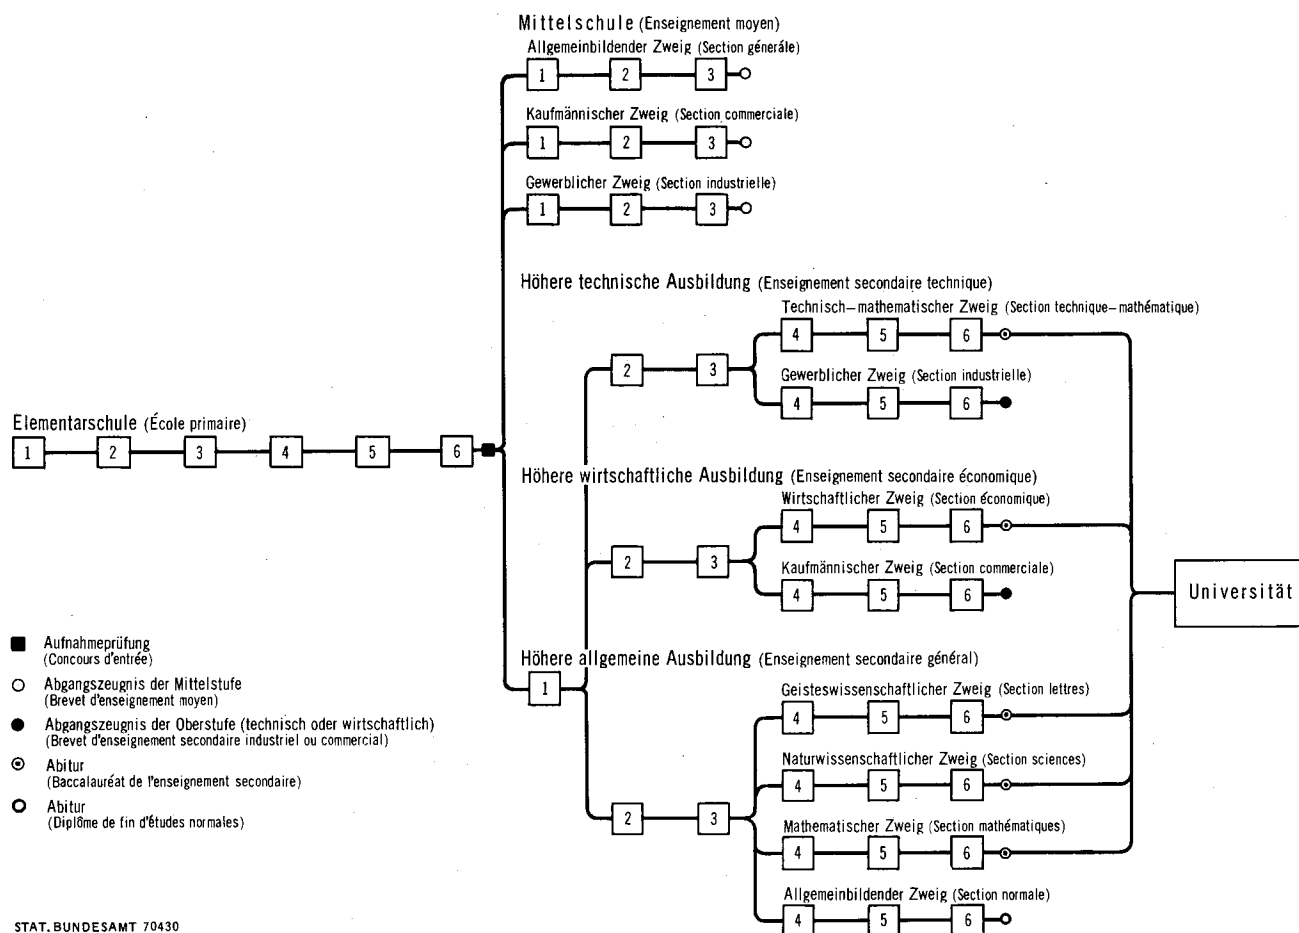 Mittelschule (Enseignement moyen)
Allgemeinbildender Zweig (Section génerále)
1 2 3
Kaufmännischer Zweig (Section commerciale)
1 2 3
Gewerblicher Zweig (Section industrielle)
1 2 3
Höhere technische Ausbildung (Enseignement secondaire technique)
Technisch–mathematischer Zweig (Section technique–mathématique)
4 5 6
2 3
Gewerblicher Zweig (Section industrielle)
4 5 6
Elementarschule (École primaire)
1 2 3 4 5 6
Höhere wirtschaftliche Ausbildung (Enseignement secondaire économique)
Wirtschaftlicher Zweig (Section économique)
4 5 6
2 3
Kaufmännischer Zweig (Section commerciale)
4 5 6
Universität
Höhere allgemeine Ausbildung (Enseignement secondaire général)
1
Geisteswissenschaftlicher Zweig (Section lettres)
4 5 6
Naturwissenschaftlicher Zweig (Section sciences)
4 5 6
2 3
Mathematischer Zweig (Section mathématiques)
4 5 6
Allgemeinbildender Zweig (Section normale)
4 5 6
Aufnahmeprüfung
(Concours d'entrée)
Abgangszeugnis der Mittelstufe
(Brevet d'enseignement moyen)
Abgangszeugnis der Oberstufe (technisch oder wirtschaftlich)
(Brevet d'enseignement secondaire industriel ou commercial)
Abitur
(Baccalauréat de l'enseignement secondaire)
Abitur
(Diplôme de fin d'études normales)
STAT. BUNDESAMT 70430